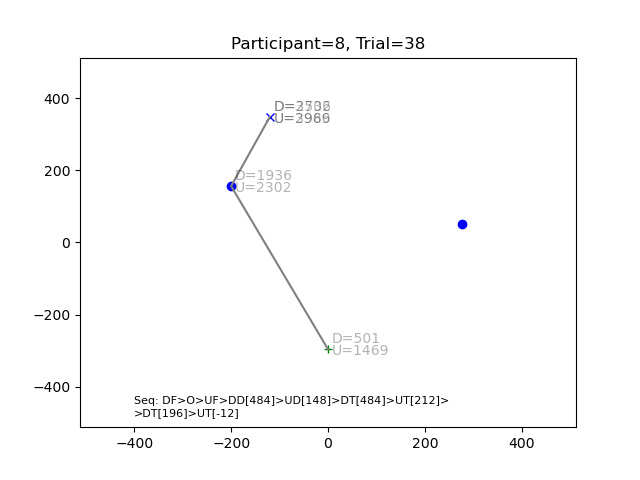 Participant=8, Trial=38
400
200
0
−200
−400
D=1936
U=2302
D=501
U=1469
Seq: DF>O>UF>DD[484]>UD[148]>DT[484]>UT[212]>
>DT[196]>UT[-12]
−400
−200
0
200
400